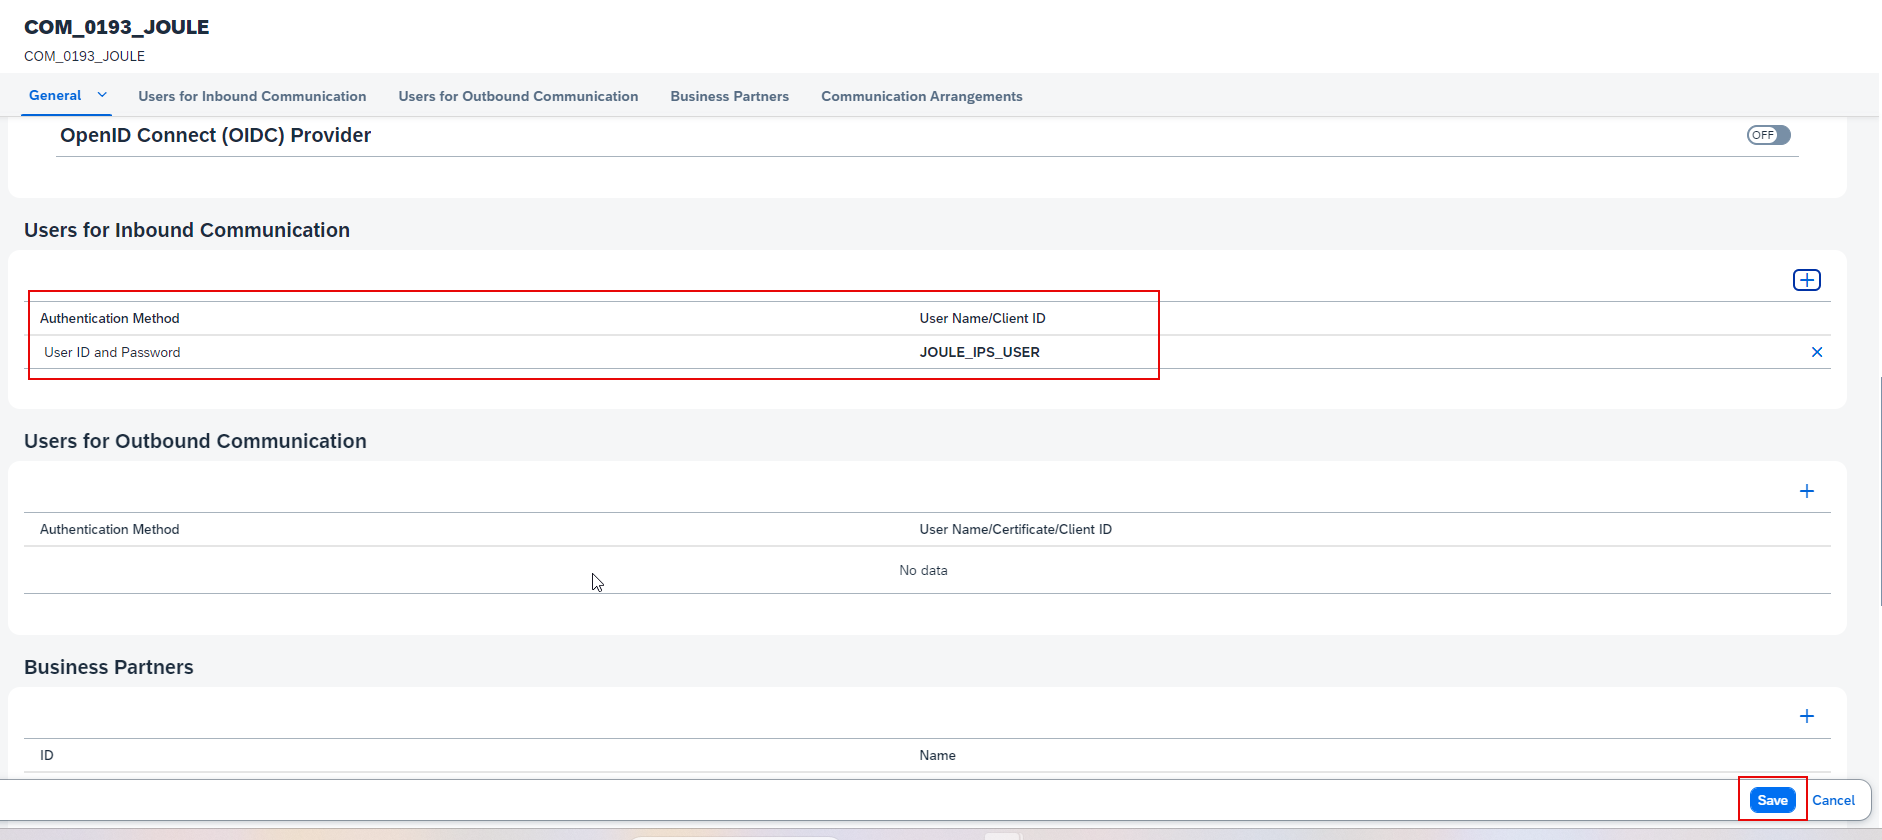 COM_0193_JOULE
COM_0193_JOULE
General Users for Inbound Communication Users for Outbound Communication Business Partners Communication Arrangements
OpenID Connect (OIDC) Provider OFF
Users for Inbound Communication
Authentication Method User Name/Client ID
User ID and Password JOULE_IPS_USER
Users for Outbound Communication
Authentication Method User Name/Certificate/Client ID
No data
Business Partners
ID Name
Save Cancel